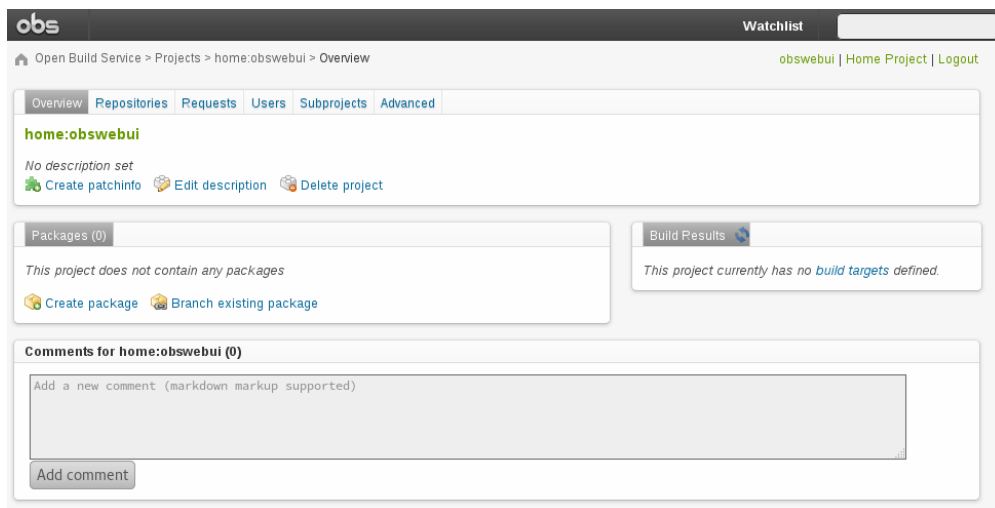 obs Watchlist
Open Build Service > Projects > home:obswebui > Overview obswebui | Home Project | Logout
Overview Repositories Requests Users Subprojects Advanced
home:obswebui
No description set
Create patchinfo Edit description Delete project
Packages (0)
This project does not contain any packages
Create package Branch existing package
Build Results
This project currently has no build targets defined.
Comments for home:obswebui (0)
Add a new comment (markdown markup supported)
Add comment